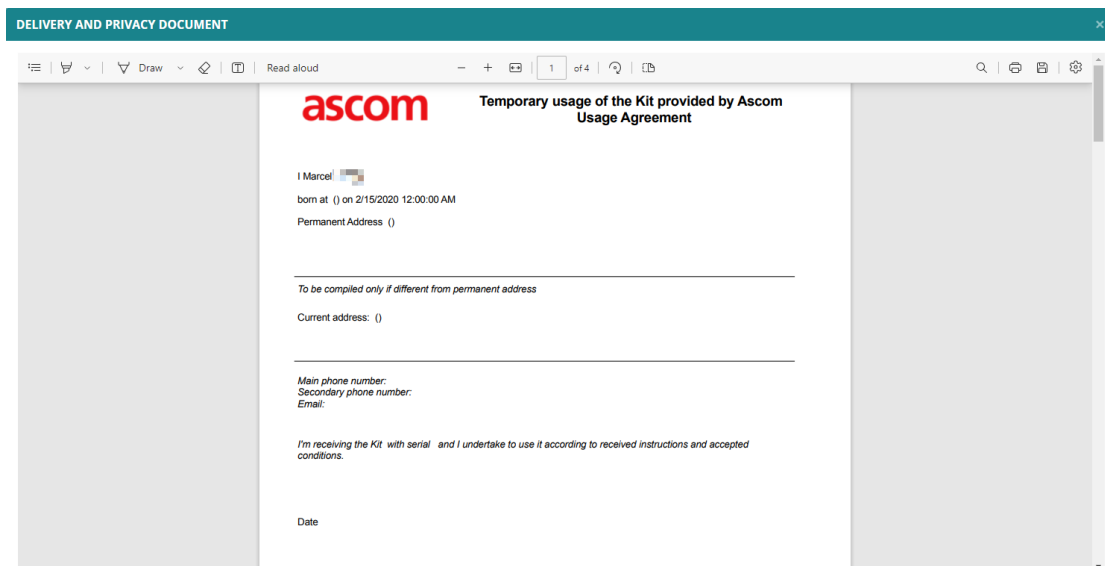 DELIVERY AND PRIVACY DOCUMENT
Draw
Read aloud
1 of 4
ascom
Temporary usage of the Kit provided by Ascom
Usage Agreement
I Marcel
born at () on 2/15/2020 12:00:00 AM
Permanent Address ()
To be compiled only if different from permanent address
Current address: ()
Main phone number:
Secondary phone number:
Email:
I'm receiving the Kit with serial and I undertake to use it according to received instructions and accepted
conditions.
Date